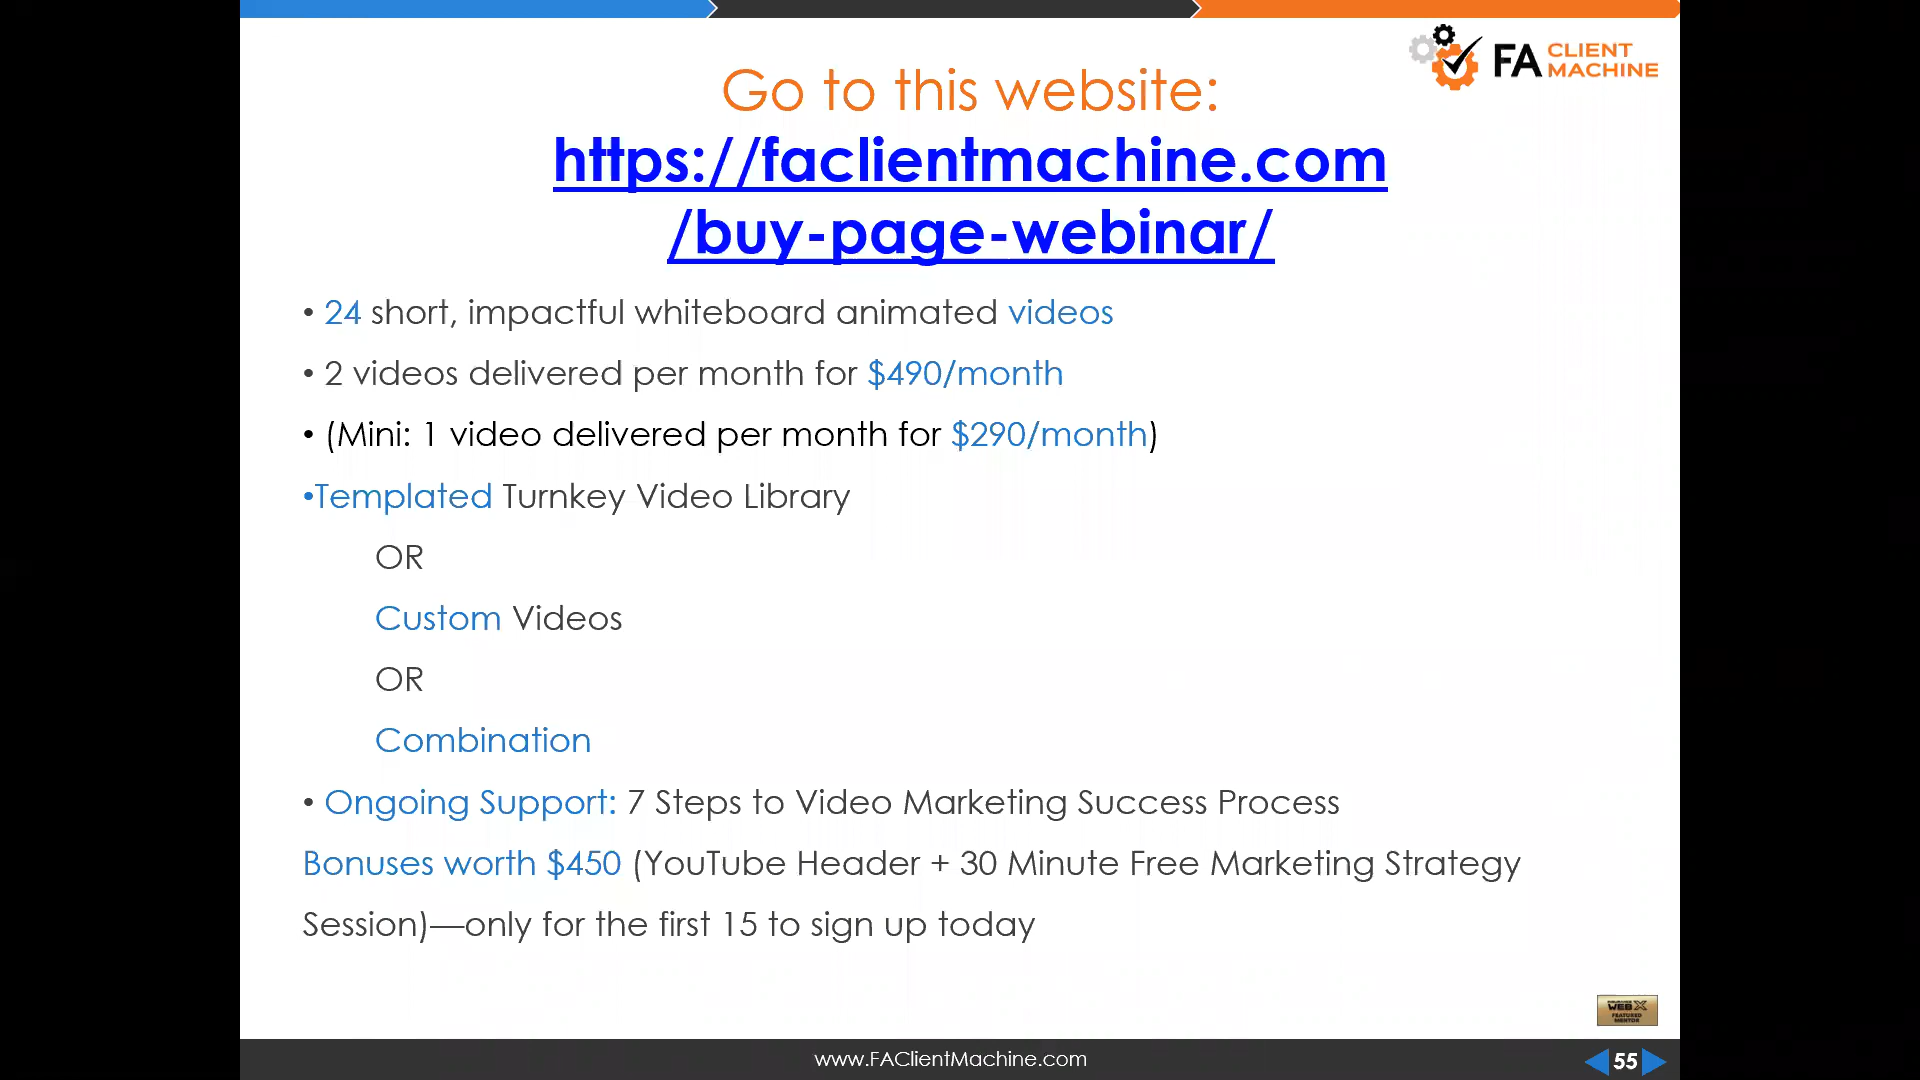 FA CLIENT
MACHINE
Go to this website:
https://faclientmachine.com
/buy-page-webinar/
• 24 short, impactful whiteboard animated videos
• 2 videos delivered per month for $490/month
• (Mini: 1 video delivered per month for $290/month)
•Templated Turnkey Video Library
OR
Custom Videos
OR
Combination
• Ongoing Support: 7 Steps to Video Marketing Success Process
Bonuses worth $450 (YouTube Header + 30 Minute Free Marketing Strategy
Session)—only for the first 15 to sign up today
INSURANCE
WEB X
FEATURED
MENTOR
www.FAClientMachine.com
55